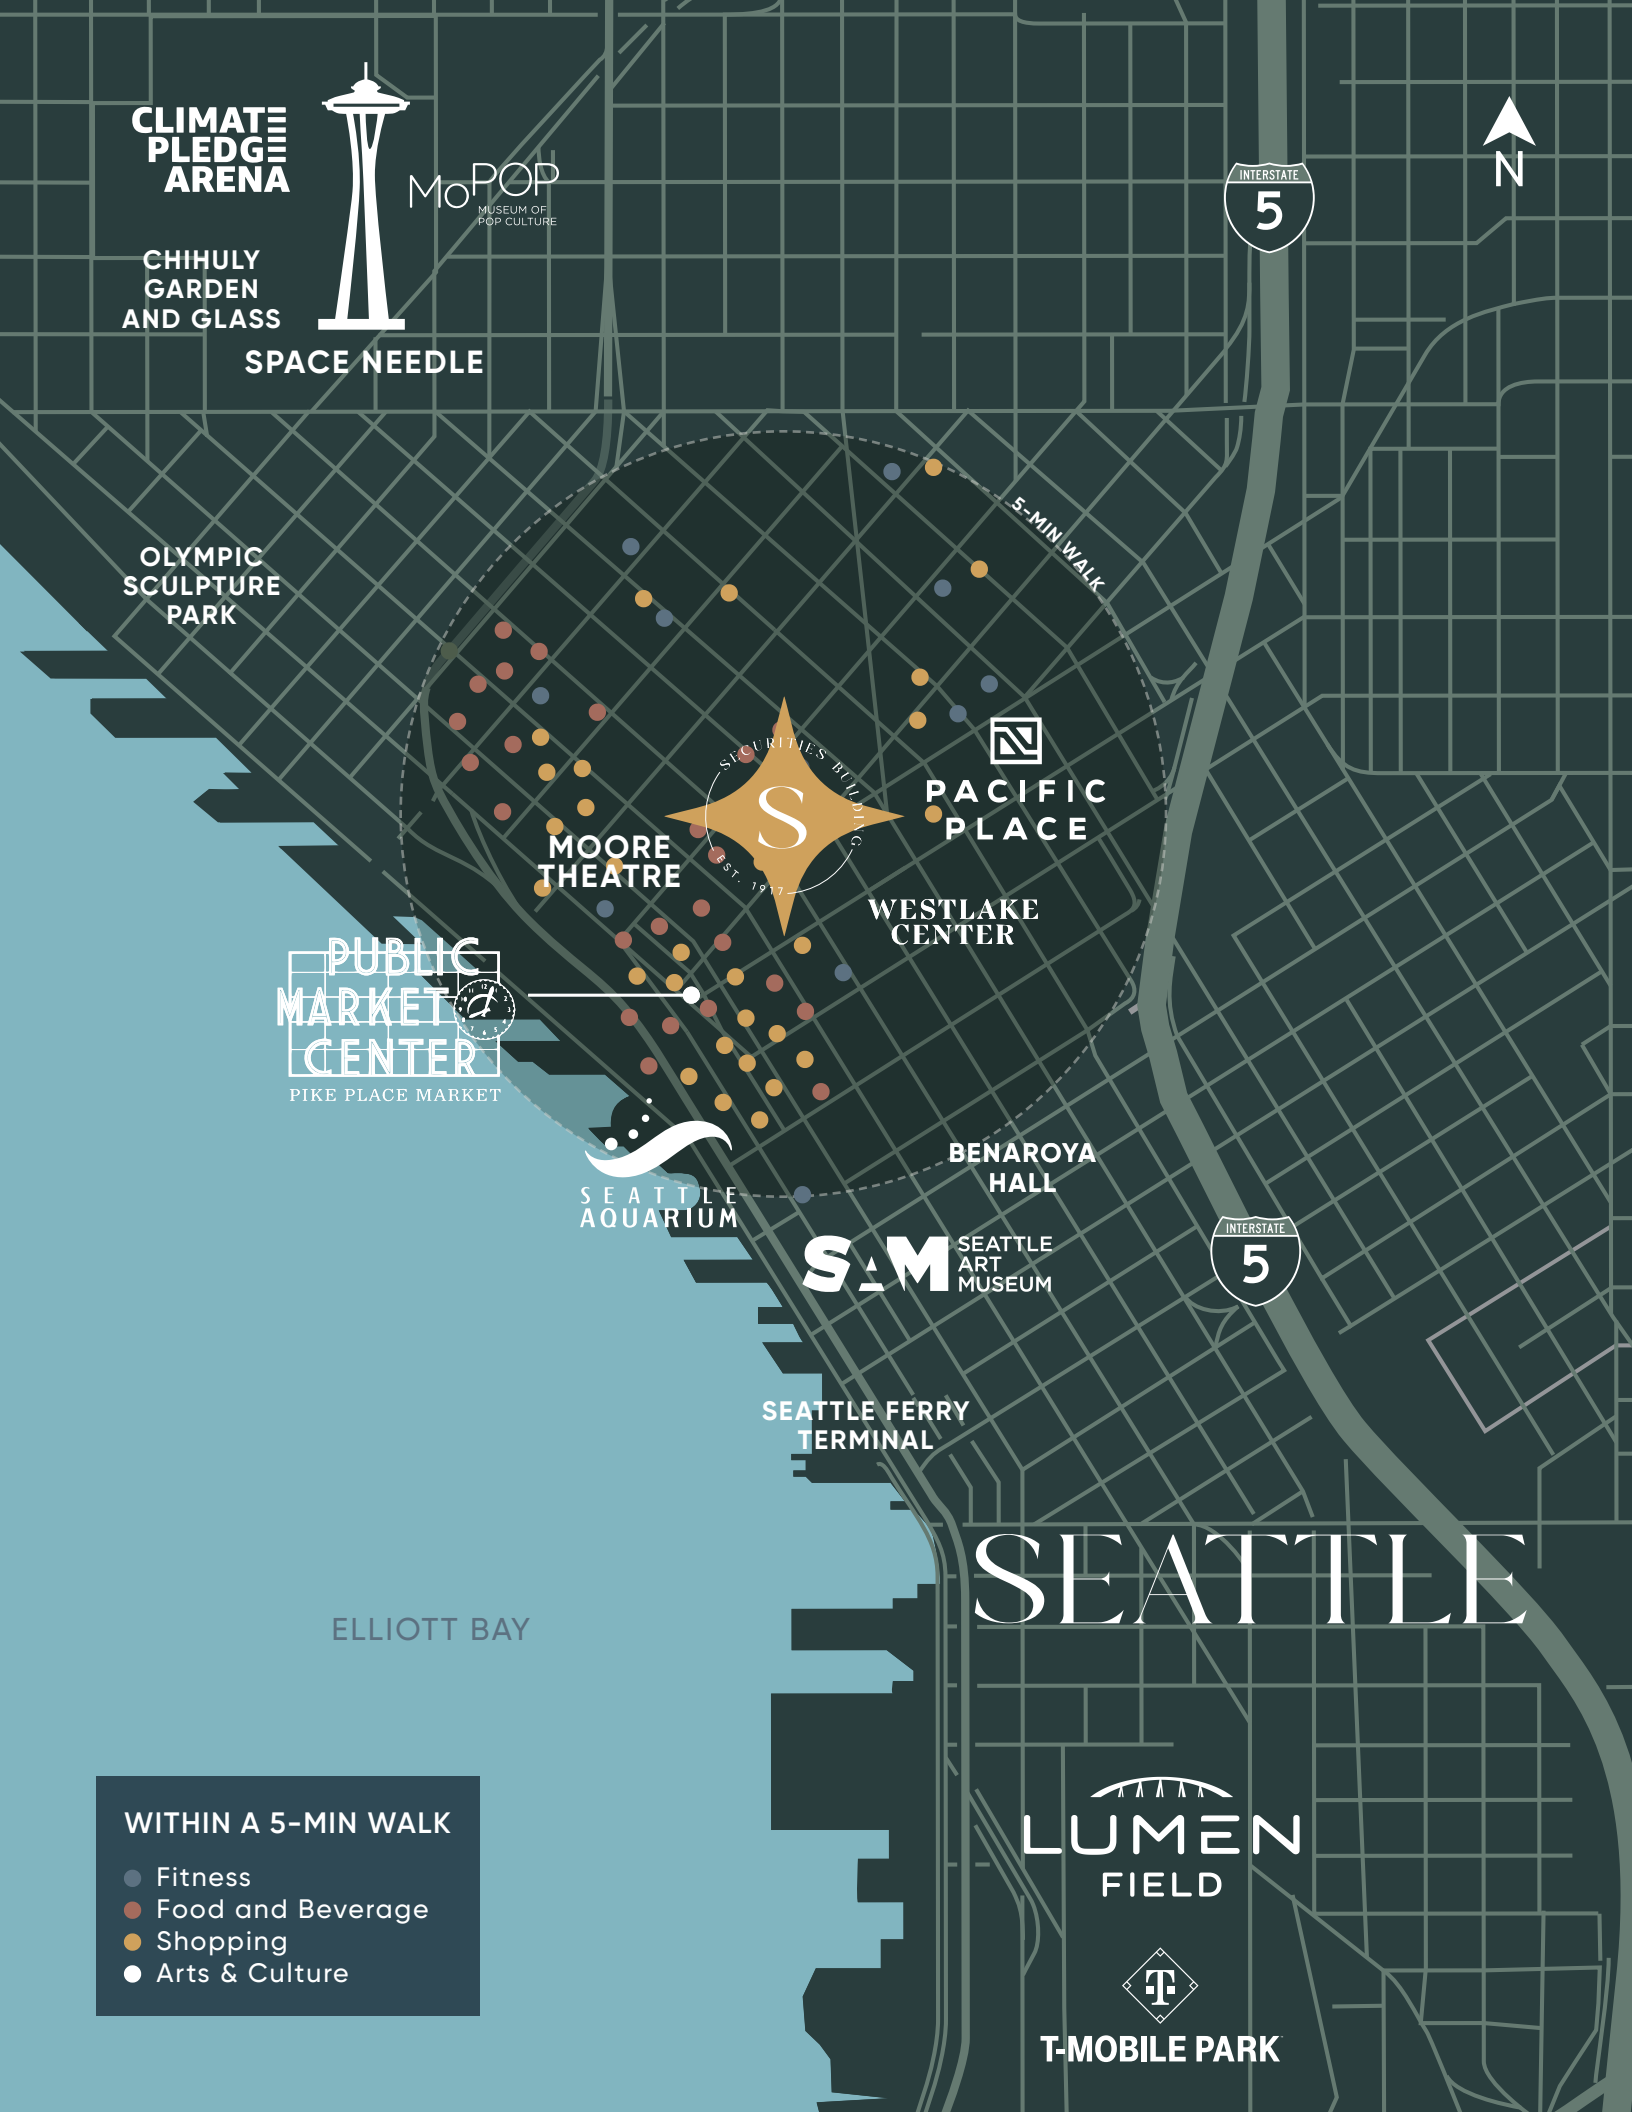 CLIMATE
PLEDGE
ARENA
MoPOP
MUSEUM OF
POP CULTURE
N
INTERSTATE
5
CHIHULY
GARDEN
AND GLASS
SPACE NEEDLE
5-MIN WALK
OLYMPIC
SCULPTURE
PARK
SECURITIES BUILDING
S
EST. 1917
PACIFIC
PLACE
MOORE
THEATRE
WESTLAKE
CENTER
PUBLIC
MARKET
CENTER
PIKE PLACE MARKET
SEATTLE
AQUARIUM
BENAROYA
HALL
SAM
SEATTLE
ART
MUSEUM
INTERSTATE
5
SEATTLE FERRY
TERMINAL
SEATTLE
ELLIOTT BAY
WITHIN A 5-MIN WALK
Fitness
Food and Beverage
Shopping
Arts & Culture
LUMEN
FIELD
T
T-MOBILE PARK